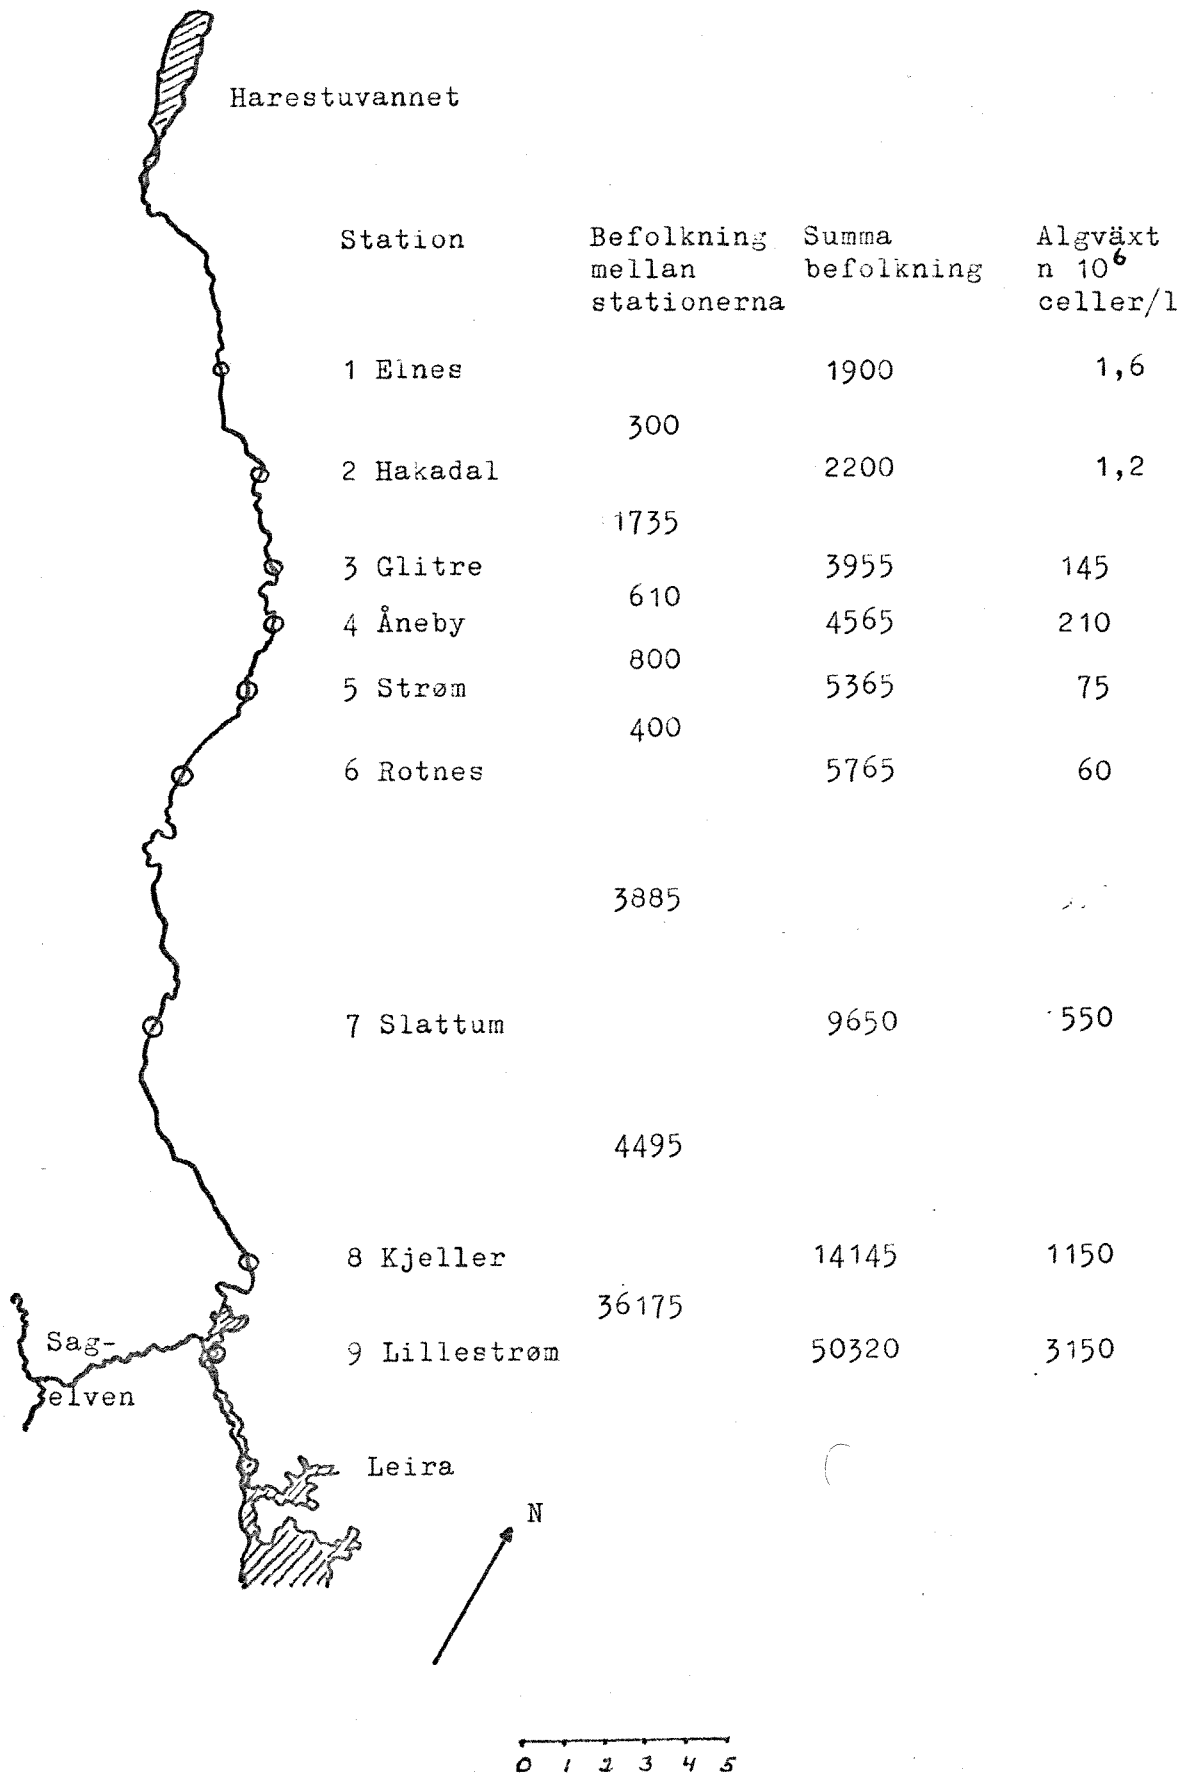 Harestuvannet
Station Befolkning Summa Algväxt
mellan befolkning n 10⁶
stationerna celler/l
1 Elnes 1900 1,6
300
2 Hakadal 2200 1,2
1735
3 Glitre 3955 145
610
4 Åneby 4565 210
800
5 Strøm 5365 75
400
6 Rotnes 5765 60
3885
7 Slattum 9650 550
4495
8 Kjeller 14145 1150
36175
9 Lillestrøm 50320 3150
Sag-
elven
Leira
N
0 1 2 3 4 5